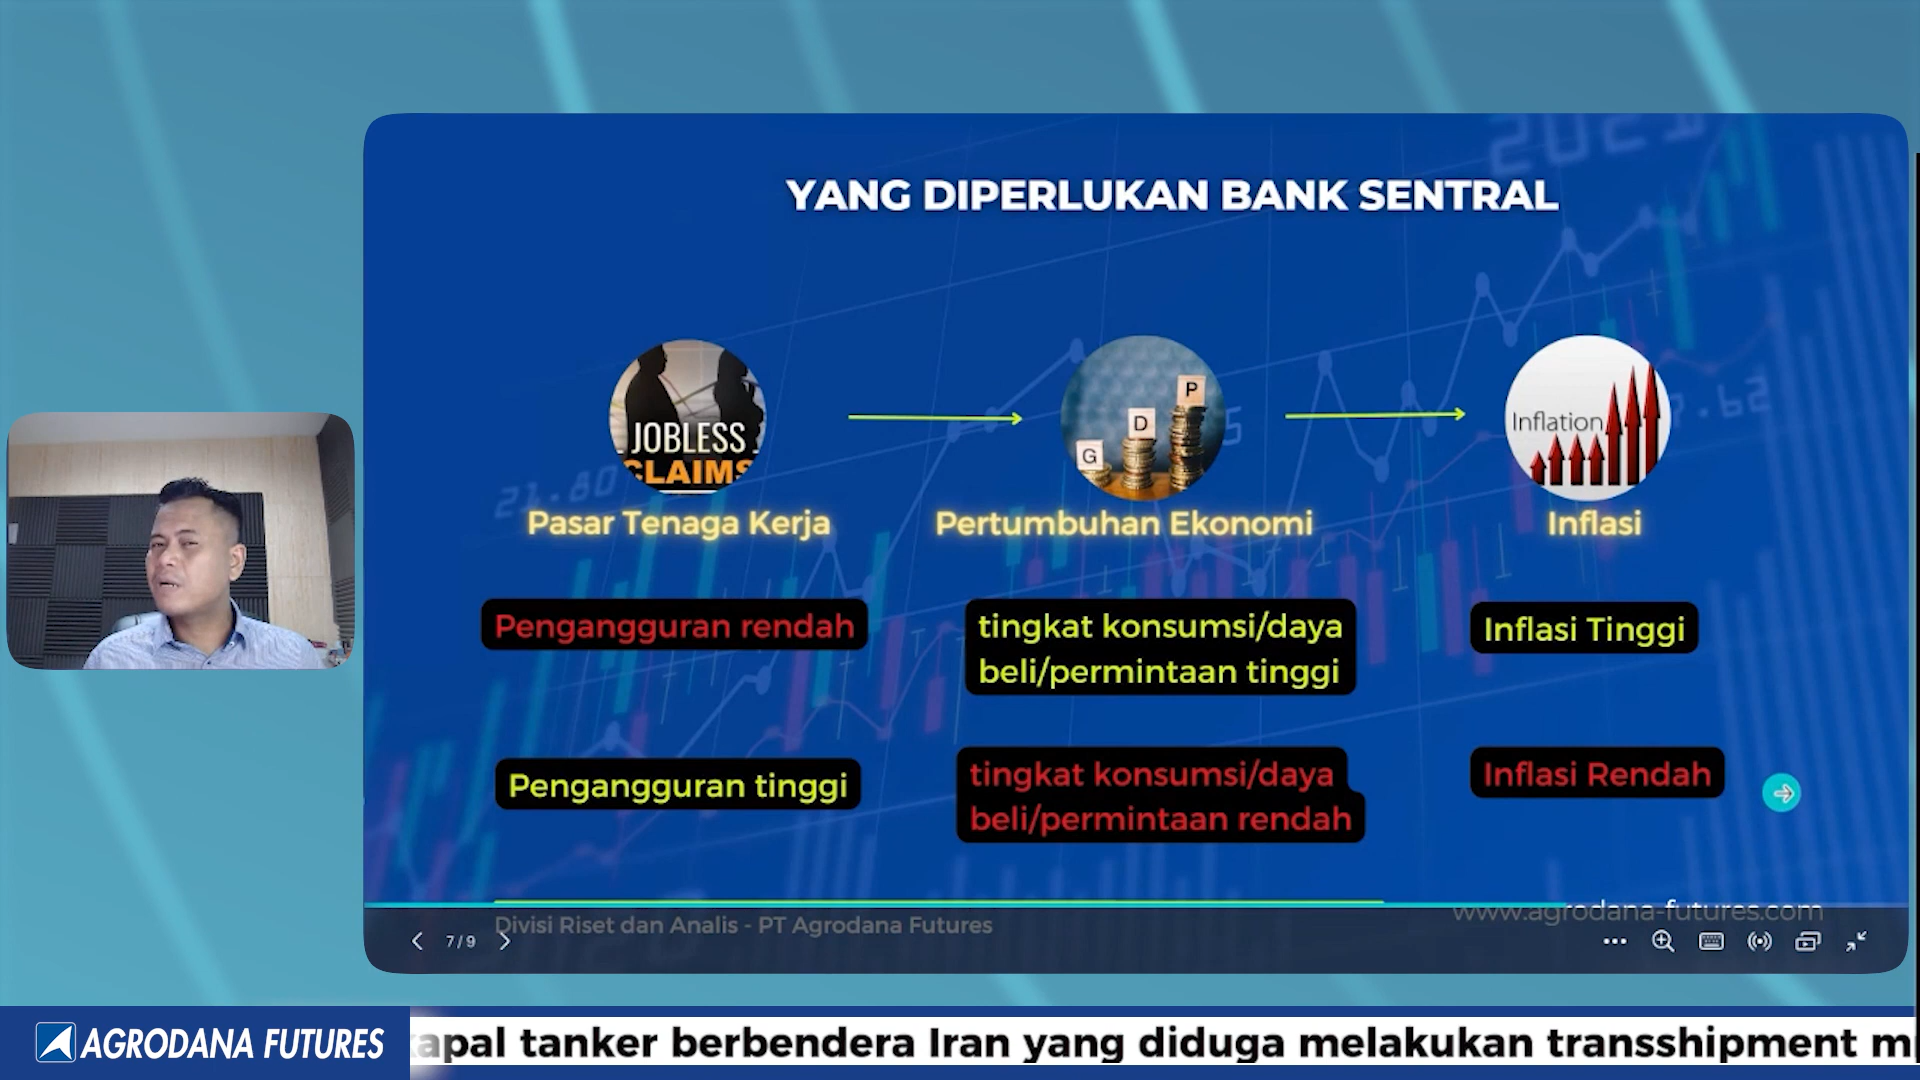 YANG DIPERLUKAN BANK SENTRAL
JOBLESS
CLAIMS
G
D
P
Inflation
Pasar Tenaga Kerja
Pertumbuhan Ekonomi
Inflasi
Pengangguran rendah
tingkat konsumsi/daya
beli/permintaan tinggi
Inflasi Tinggi
Pengangguran tinggi
tingkat konsumsi/daya
beli/permintaan rendah
Inflasi Rendah
Divisi Riset dan Analis - PT Agrodana Futures
www.agrodana-futures.com
7/9
AGRODANA FUTURES
kapal tanker berbendera Iran yang diduga melakukan transshipment